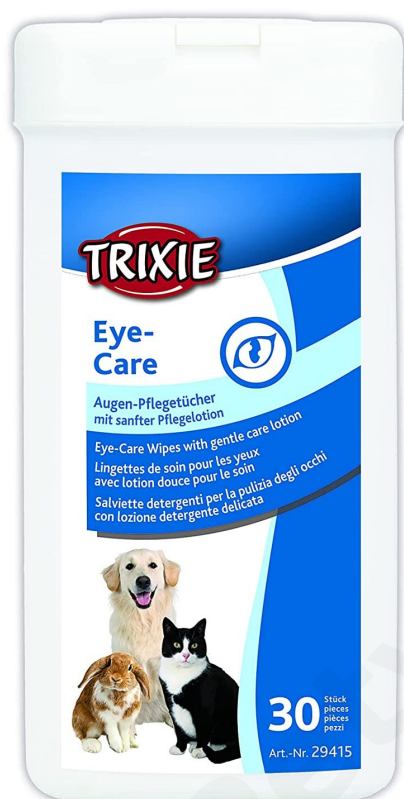 TRIXIE
Eye-
Care
Augen-Pflegetücher
mit sanfter Pflegelotion
Eye-Care Wipes with gentle care lotion
Lingettes de soin pour les yeux
avec lotion douce pour le soin
Salviette detergenti per la pulizia degli occhi
con lozione detergente delicata
30
Stück
pieces
pièces
pezzi
Art.-Nr. 29415